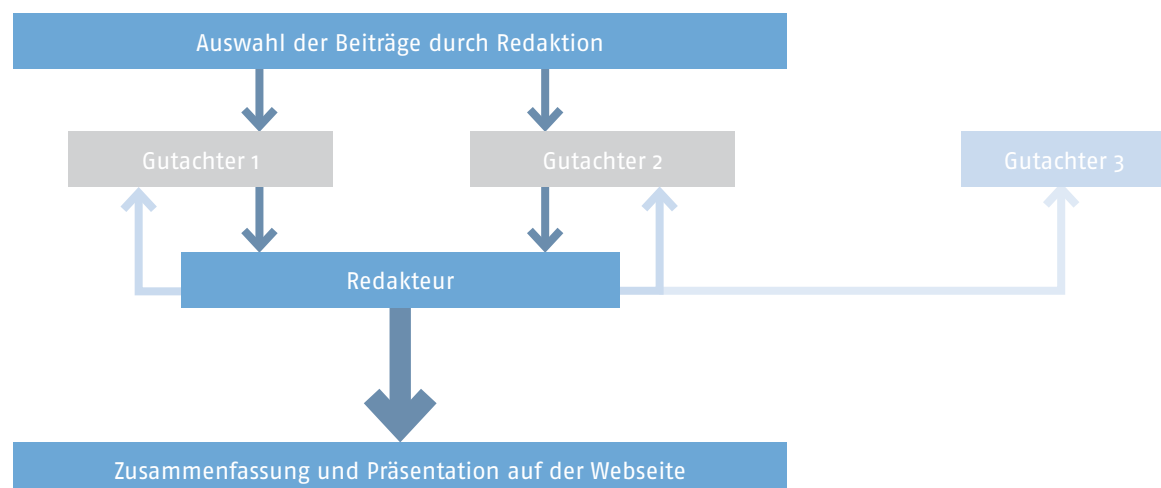 Auswahl der Beiträge durch Redaktion
Gutachter 1
Gutachter 2
Gutachter 3
Redakteur
Zusammenfassung und Präsentation auf der Webseite